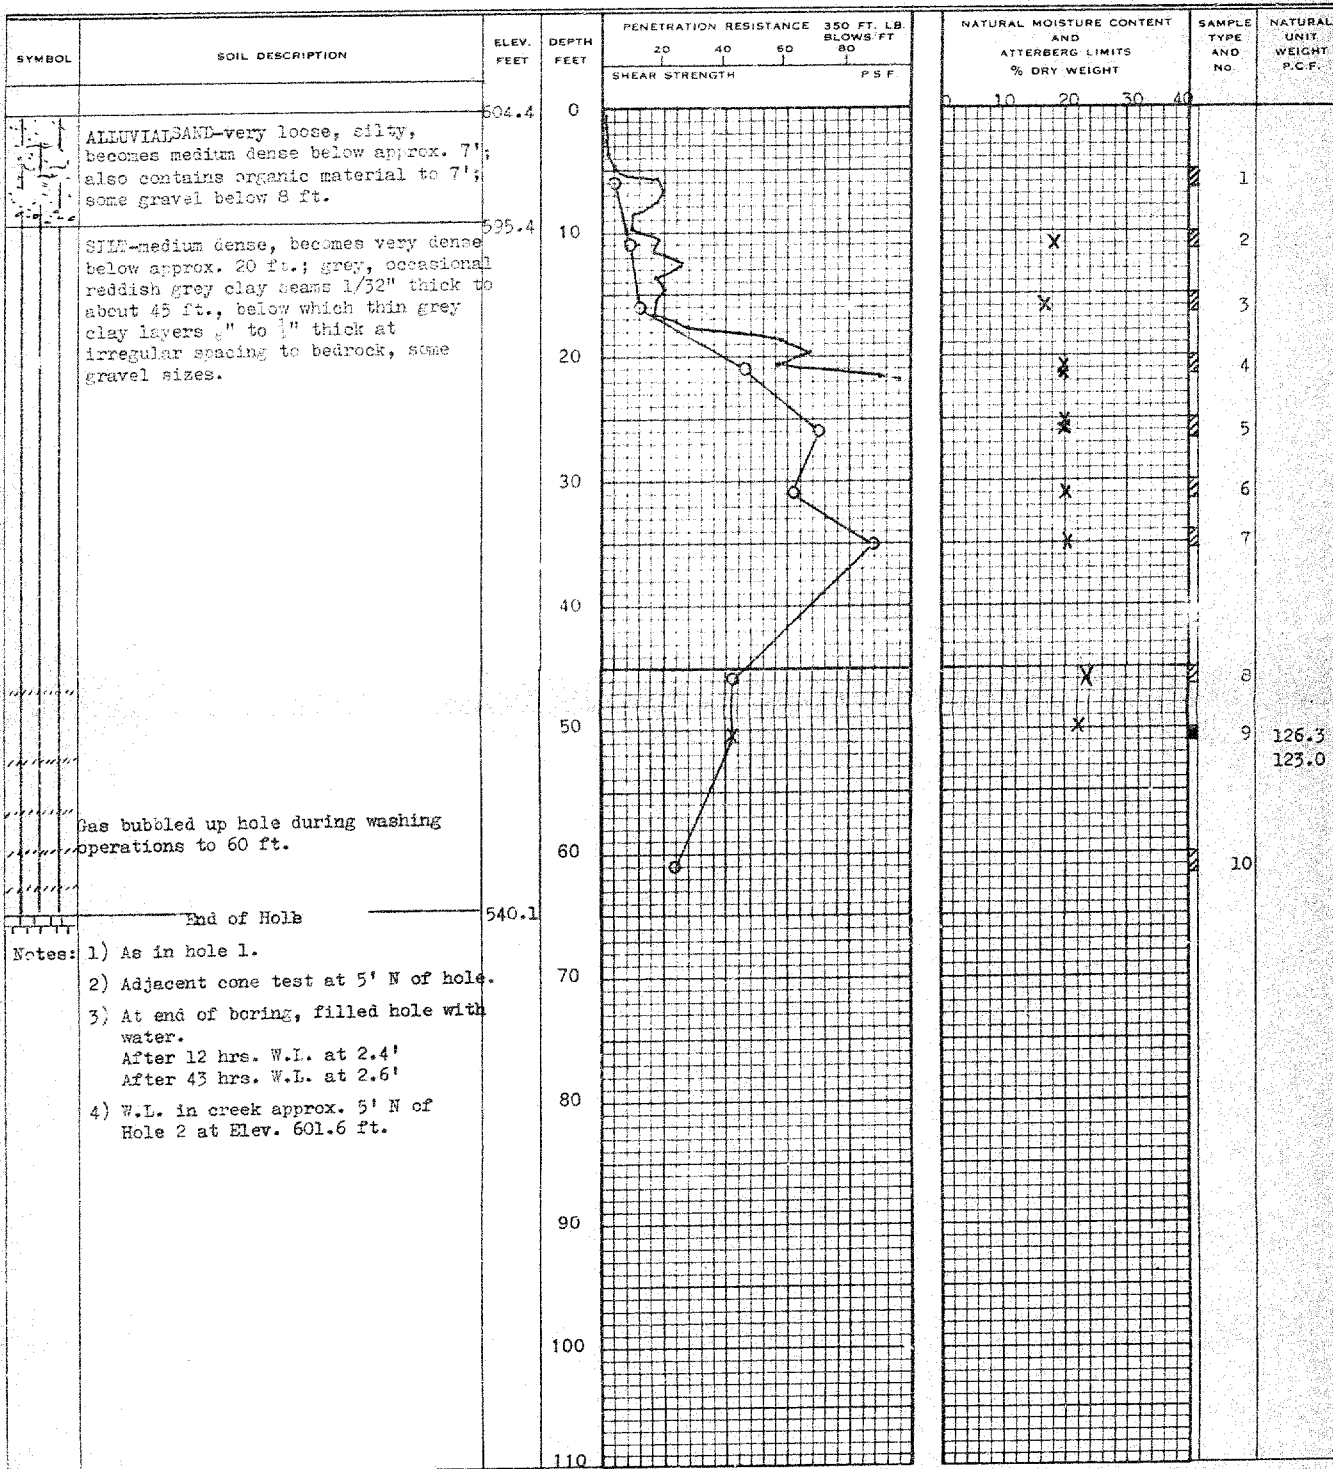 SYMBOL
SOIL DESCRIPTION
ELEV. FEET
DEPTH FEET
PENETRATION RESISTANCE 350 FT. LB.
BLOWS/FT
20 40 60 80
SHEAR STRENGTH P S F.
NATURAL MOISTURE CONTENT
AND
ATTERBERG LIMITS
% DRY WEIGHT
0 10 20 30 40
SAMPLE TYPE AND NO.
NATURAL UNIT WEIGHT P.C.F.
604.4
0
ALLUVIAL SAND-very loose, silty,
becomes medium dense below approx. 7';
also contains organic material to 7';
some gravel below 8 ft.
1
595.4
10
2
SILT-medium dense, becomes very dense
below approx. 20 ft.; grey, occasional
reddish grey clay seams 1/32" thick to
about 45 ft., below which thin grey
clay layers " to " thick at
irregular spacing to bedrock, some
gravel sizes.
3
20
4
5
30
6
7
40
8
50
9
126.3
123.0
Gas bubbled up hole during washing
operations to 60 ft.
60
10
End of Hole
540.1
Notes: 1) As in hole 1.
2) Adjacent cone test at 5' N of hole.
70
3) At end of boring, filled hole with
water.
After 12 hrs. W.L. at 2.4'
After 43 hrs. W.L. at 2.6'
80
4) W.L. in creek approx. 5' N of
Hole 2 at Elev. 601.6 ft.
90
100
110